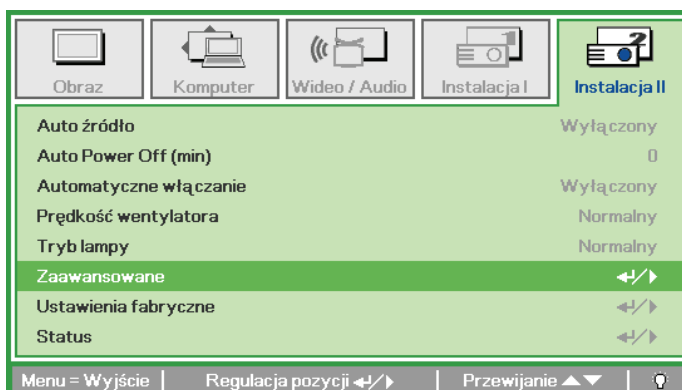 Obraz Komputer Wideo / Audio Instalacja I Instalacja II
Auto źródło Wyłączony
Auto Power Off (min) 0
Automatyczne włączanie Wyłączony
Prędkość wentylatora Normalny
Tryb lampy Normalny
Zaawansowane
Ustawienia fabryczne
Status
Menu = Wyjście Regulacja pozycji Przewijanie